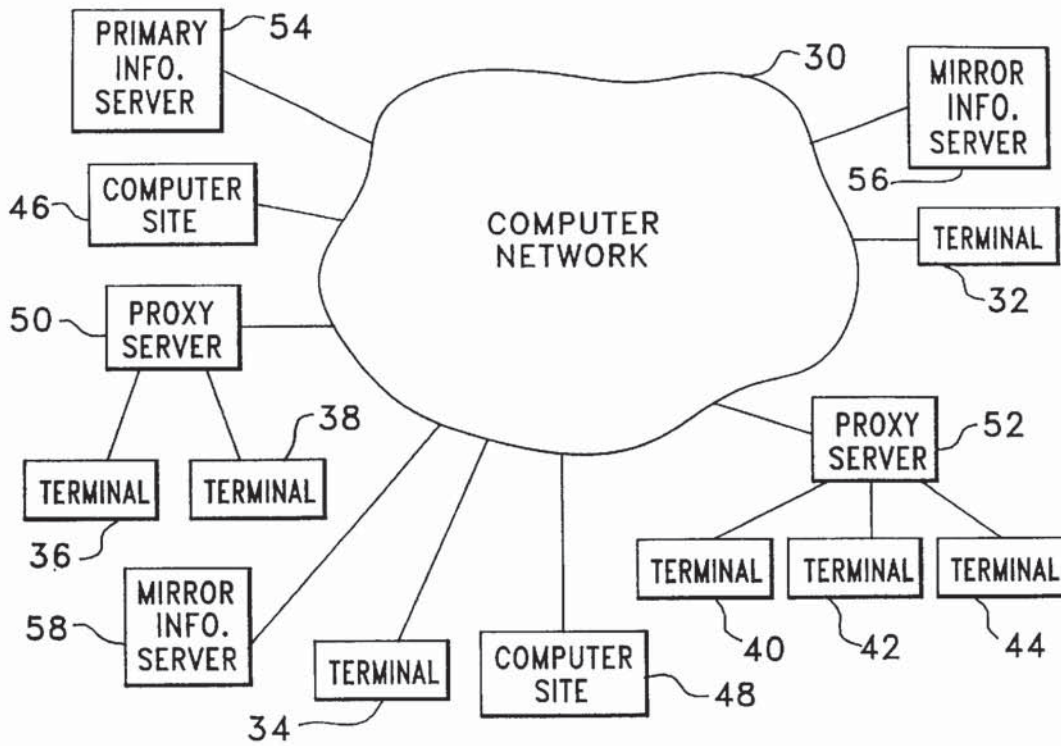 PRIMARY
INFO.
SERVER
54
30
MIRROR
INFO.
SERVER
56
46
COMPUTER
SITE
COMPUTER
NETWORK
TERMINAL
32
50
PROXY
SERVER
38
PROXY
SERVER
52
TERMINAL
TERMINAL
36
TERMINAL
TERMINAL
TERMINAL
40
42
44
58
MIRROR
INFO.
SERVER
TERMINAL
34
COMPUTER
SITE
48